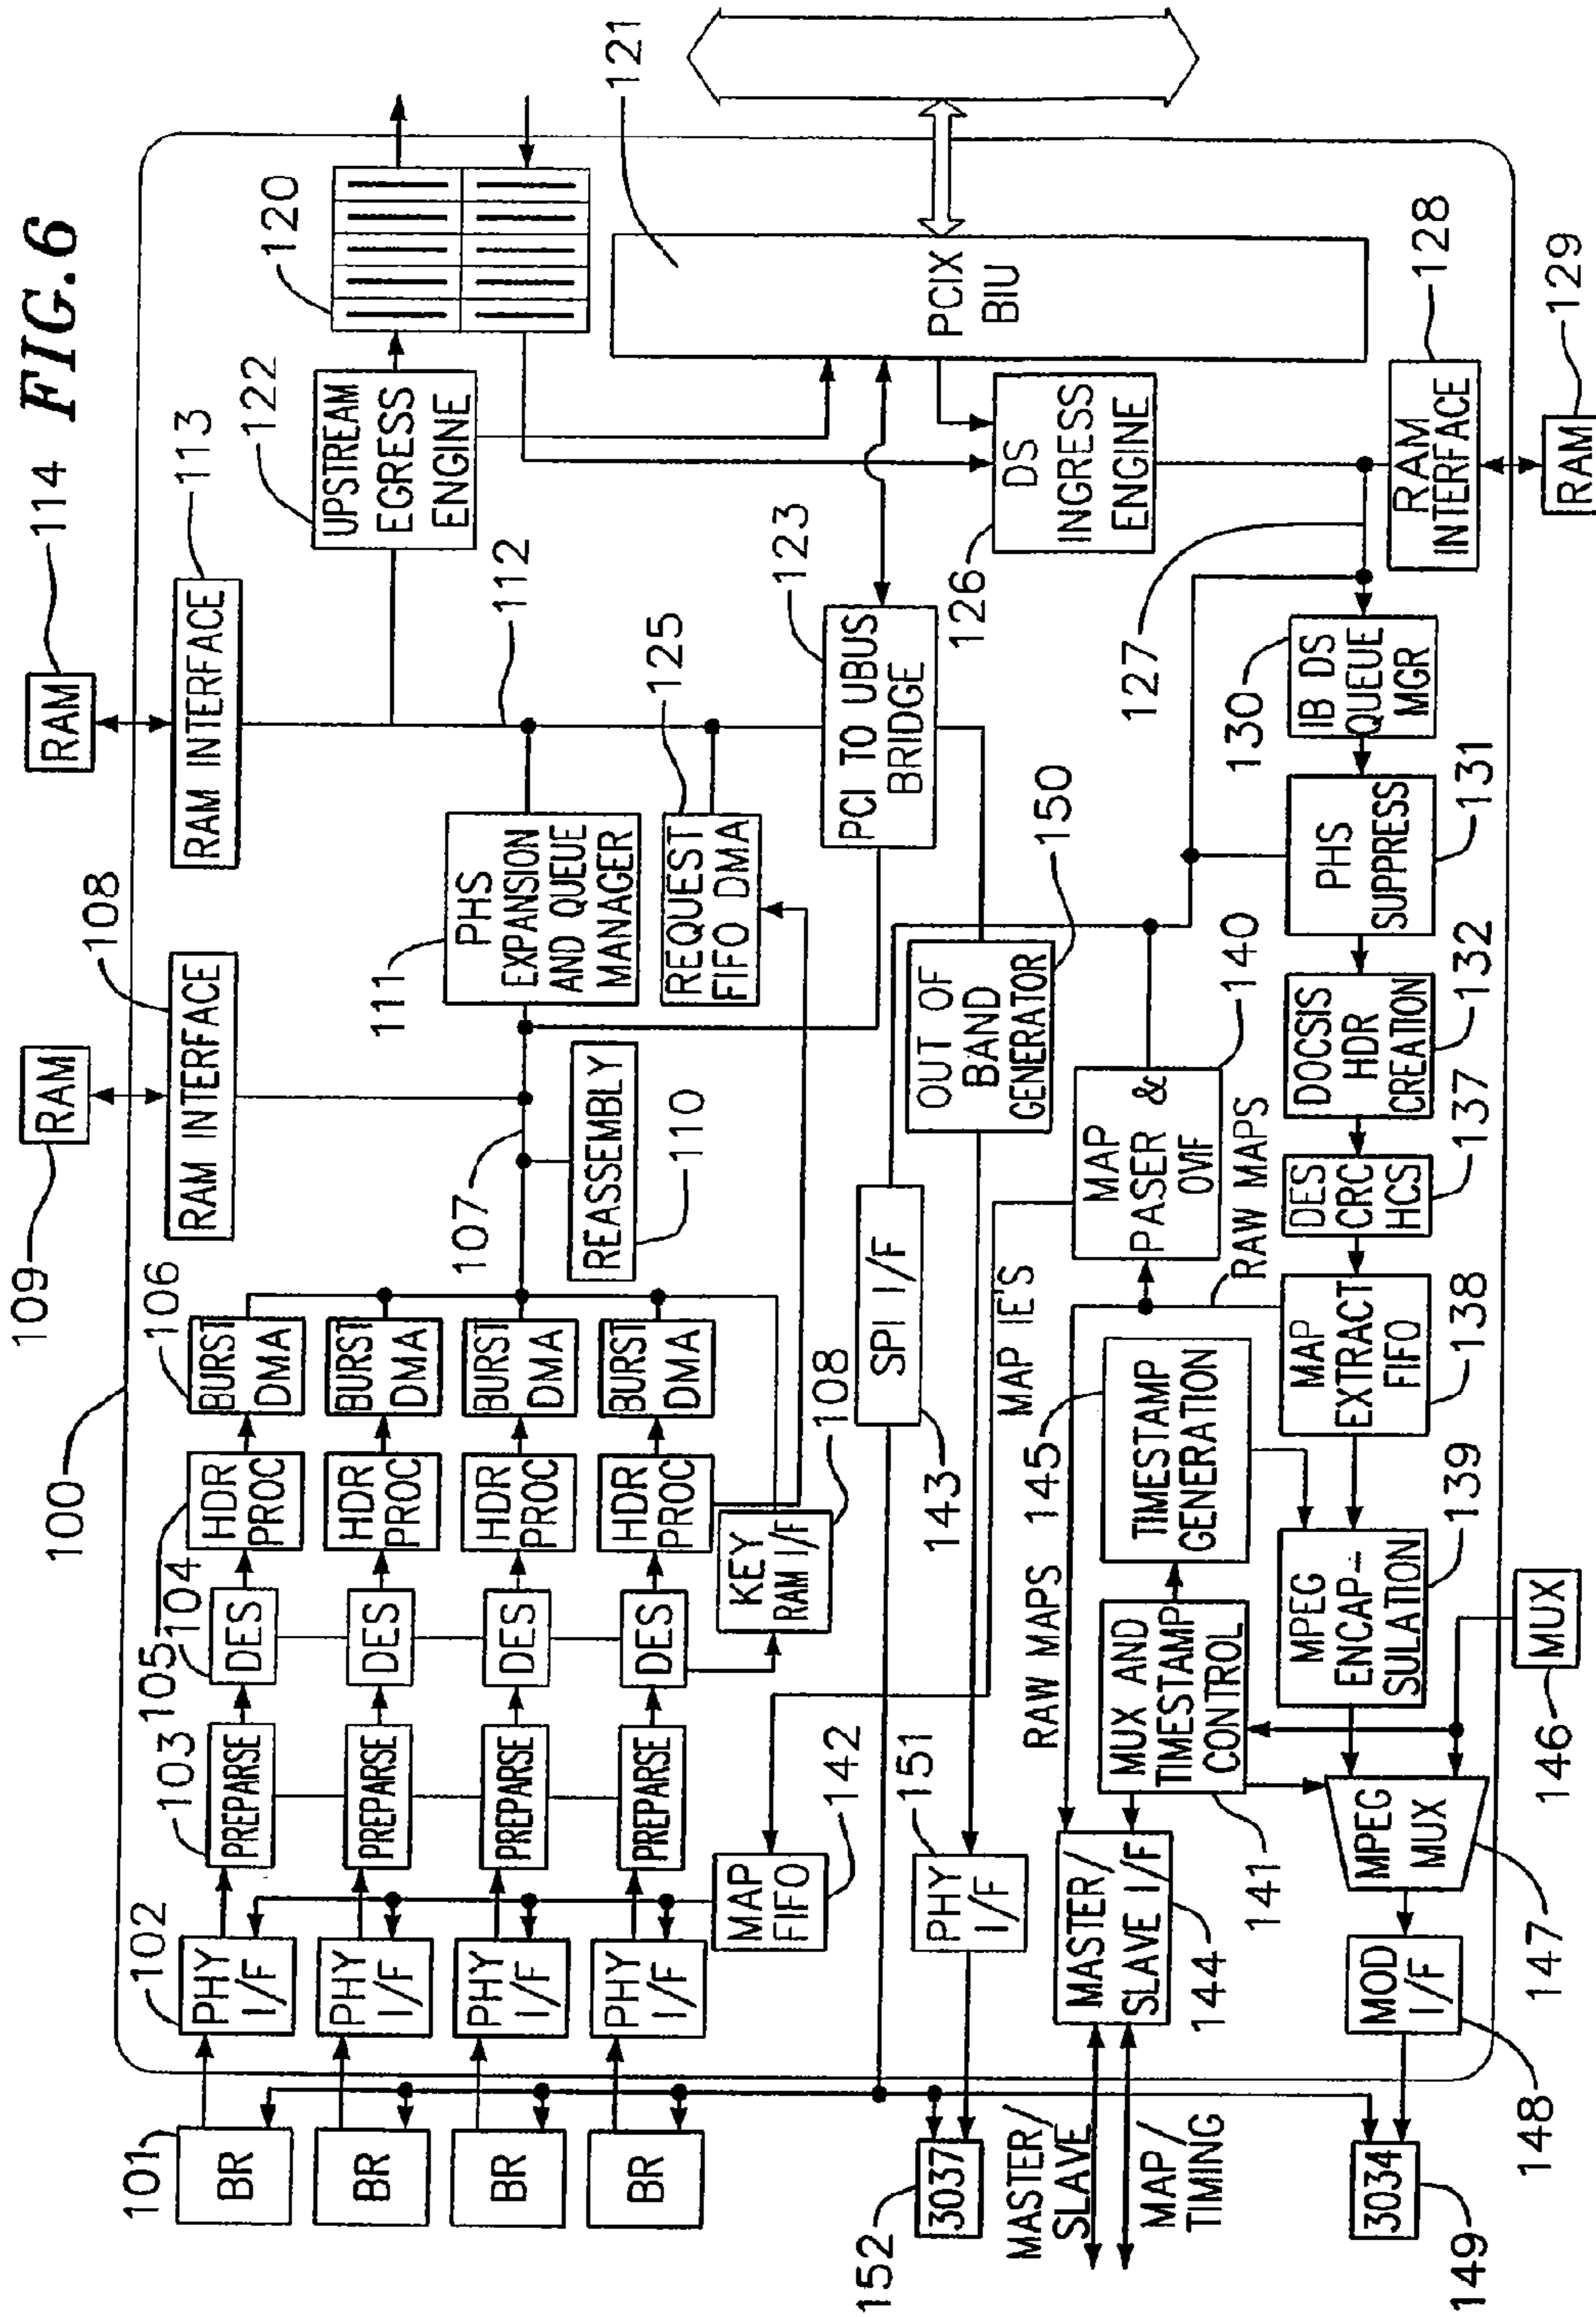 FIG.6
100
109
RAM
114
RAM
108
RAM INTERFACE
113
RAM INTERFACE
101
BR
BR
BR
BR
102
PHY
I/F
PHY
I/F
PHY
I/F
PHY
I/F
103
PREPARSE
PREPARSE
PREPARSE
PREPARSE
104
DES
DES
DES
DES
105
HDR
PROC
HDR
PROC
HDR
PROC
HDR
PROC
106
BURST
DMA
BURST
DMA
BURST
DMA
BURST
DMA
107
REASSEMBLY
110
KEY
RAM I/F
108
111
PHS
EXPANSION
AND QUEUE
MANAGER
112
REQUEST
FIFO DMA
125
122
UPSTREAM
EGRESS
ENGINE
120
121
PCIX
BIU
PCI TO UBUS
BRIDGE
123
126
DS
INGRESS
ENGINE
127
RAM
INTERFACE
128
RAM
129
MAP
FIFO
142
SPI I/F
143
OUT OF
BAND
GENERATOR
150
PHY
I/F
151
3037
152
MAP IE'S
MAP
PASER &
OVIF
140
RAW MAPS
RAW MAPS
MASTER/
SLAVE I/F
144
MASTER/
SLAVE
MAP/
TIMING
MUX AND
TIMESTAMP
CONTROL
141
145
TIMESTAMP
GENERATION
130
IB DS
QUEUE
MGR
PHS
SUPPRESS
131
DOCSIS
HDR
CREATION
132
DES
CRC
HCS
137
MAP
EXTRACT
FIFO
138
MPEG
ENCAP-
SULATION
139
MUX
146
MPEG
MUX
147
MOD
I/F
148
3034
149